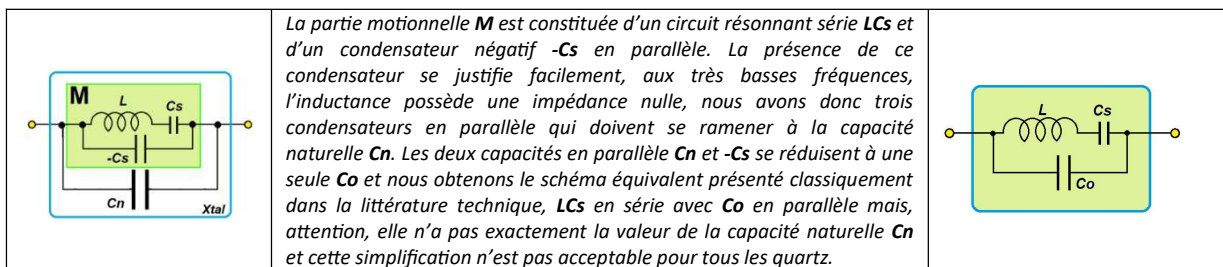 M
L
Cs
-Cs
Cn
Xtal
La partie motionnelle M est constituée d’un circuit résonnant série LCs et
d’un condensateur négatif -Cs en parallèle. La présence de ce
condensateur se justifie facilement, aux très basses fréquences,
l’inductance possède une impédance nulle, nous avons donc trois
condensateurs en parallèle qui doivent se ramener à la capacité
naturelle Cn. Les deux capacités en parallèle Cn et -Cs se réduisent à une
seule Co et nous obtenons le schéma équivalent présenté classiquement
dans la littérature technique, LCs en série avec Co en parallèle mais,
attention, elle n’a pas exactement la valeur de la capacité naturelle Cn
et cette simplification n’est pas acceptable pour tous les quartz.
L
Cs
Co